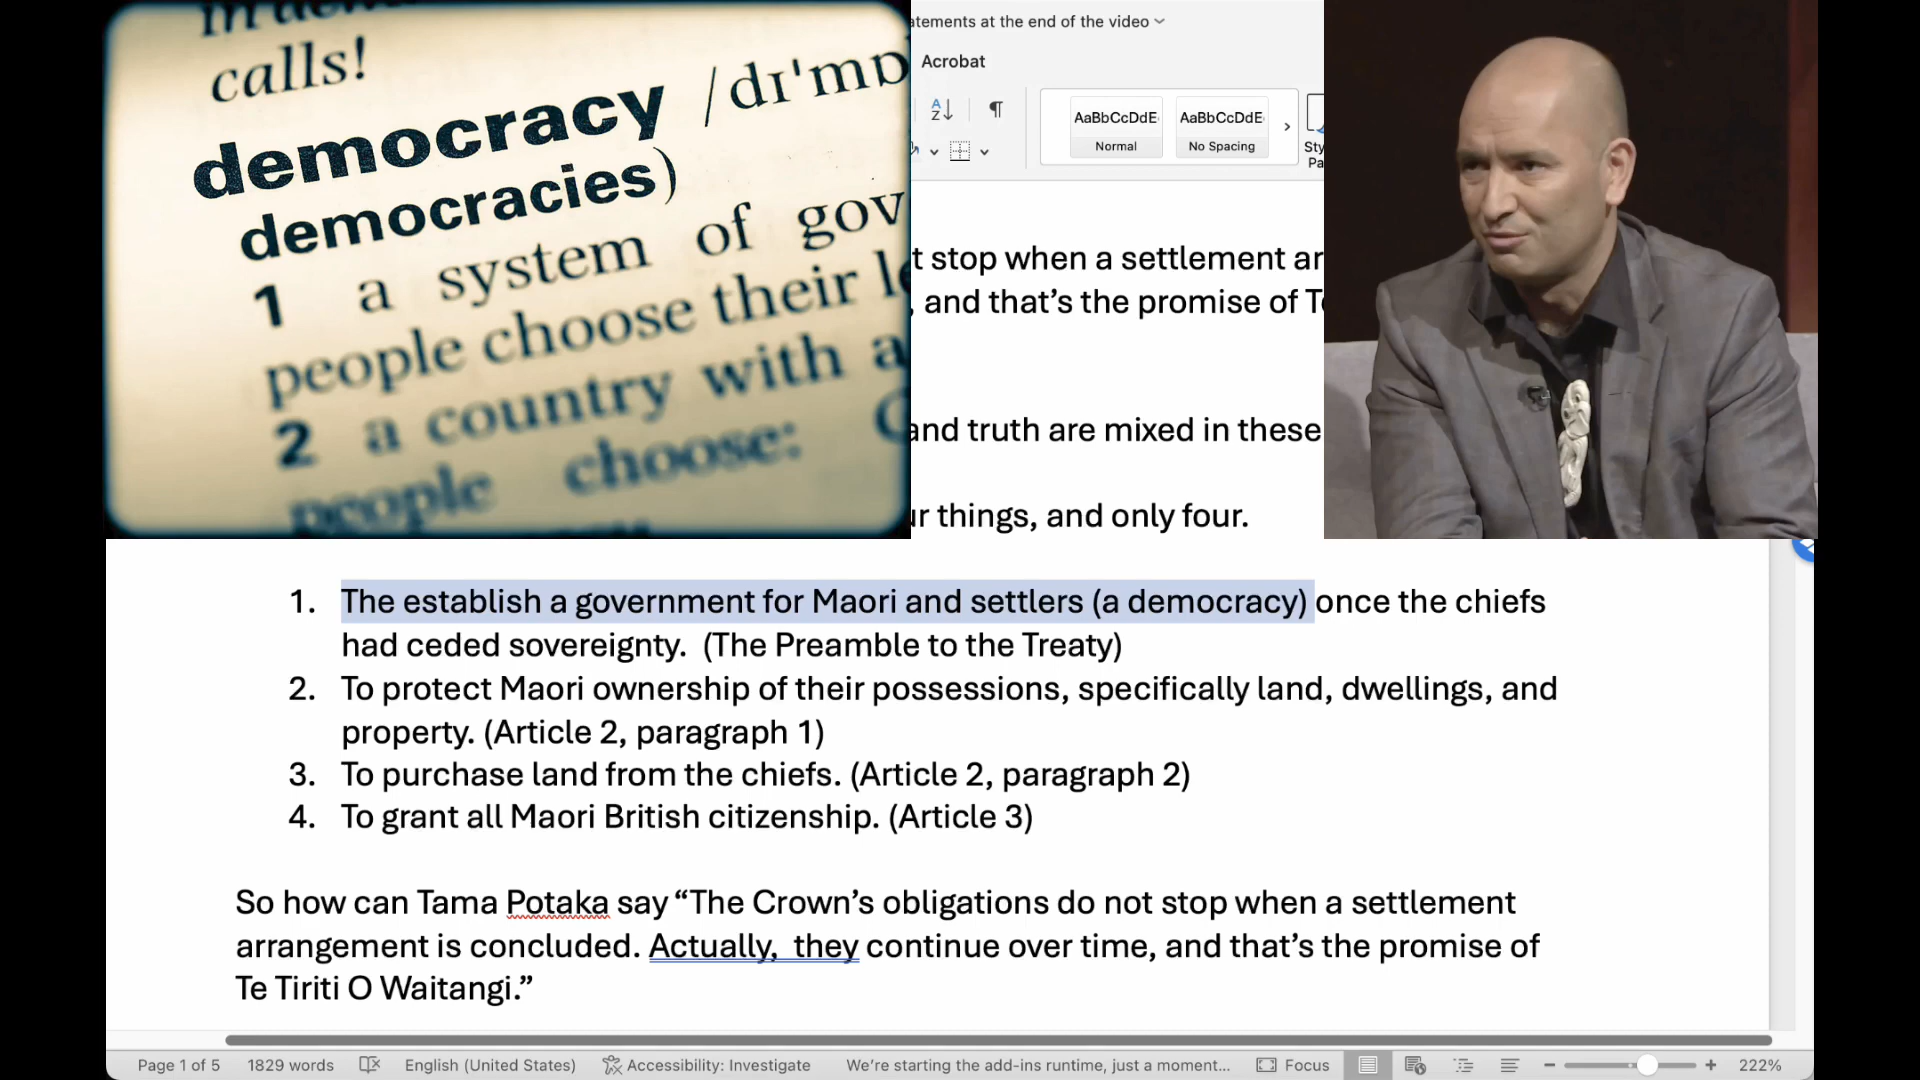 calls!
democracy /dɪˈmɒ
democracies)
1 a system of gov
people choose their le
2 a country with a
people choose:
atements at the end of the video
Acrobat
AaBbCcDdE AaBbCcDdE
Normal No Spacing
t stop when a settlement ar
, and that’s the promise of Te
and truth are mixed in these
ur things, and only four.
1. The establish a government for Maori and settlers (a democracy) once the chiefs
had ceded sovereignty. (The Preamble to the Treaty)
2. To protect Maori ownership of their possessions, specifically land, dwellings, and
property. (Article 2, paragraph 1)
3. To purchase land from the chiefs. (Article 2, paragraph 2)
4. To grant all Maori British citizenship. (Article 3)
So how can Tama Potaka say “The Crown’s obligations do not stop when a settlement
arrangement is concluded. Actually, they continue over time, and that’s the promise of
Te Tiriti O Waitangi.”
Page 1 of 5 1829 words English (United States) Accessibility: Investigate We’re starting the add-ins runtime, just a moment... Focus 222%